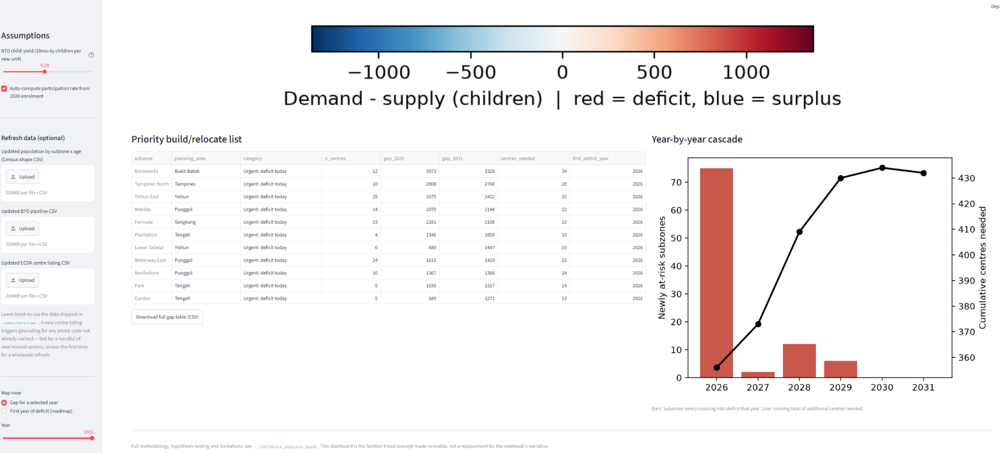 Dep
Assumptions
BTO child-yield (18mo-6y children per
new unit)
0.28
Auto-compute participation rate from
2020 enrolment
Refresh data (optional)
Updated population by subzone x age
(Census-shape CSV)
Upload
200MB per file • CSV
Updated BTO pipeline CSV
Upload
200MB per file • CSV
Updated ECDA centre listing CSV
Upload
200MB per file • CSV
Leave blank to use the data shipped in
codes/data/raw/ . A new centre listing
triggers geocoding for any postal code not
already cached — fast for a handful of
new/moved centres, slower the first time
for a wholesale refresh.
Map view
Gap for a selected year
First year of deficit (roadmap)
Year
2031
−1000 −500 0 500 1000
Demand - supply (children) | red = deficit, blue = surplus
Priority build/relocate list
subzone planning_area category n_centres gap_2026 gap_2031 centres_needed first_deficit_year
Brickworks Bukit Batok Urgent: deficit today 12 3073 3329 34 2026
Tampines North Tampines Urgent: deficit today 10 2808 2766 28 2026
Yishun East Yishun Urgent: deficit today 25 2575 2422 25 2026
Matilda Punggol Urgent: deficit today 14 2070 2144 22 2026
Fernvale Sengkang Urgent: deficit today 23 2281 2108 22 2026
Plantation Tengah Urgent: deficit today 4 1346 1859 19 2026
Lower Seletar Yishun Urgent: deficit today 6 689 1447 15 2026
Waterway East Punggol Urgent: deficit today 24 1615 1419 15 2026
Northshore Punggol Urgent: deficit today 16 1367 1366 14 2026
Park Tengah Urgent: deficit today 5 1039 1317 14 2026
Garden Tengah Urgent: deficit today 5 689 1271 13 2026
Download full gap table (CSV)
Year-by-year cascade
Newly at-risk subzones
70
60
50
40
30
20
10
0
430
420
410
400
390
380
370
360
Cumulative centres needed
2026 2027 2028 2029 2030 2031
Bars: subzones newly crossing into deficit that year. Line: running total of additional centres needed.
Full methodology, hypothesis testing and limitations: see ../childcare_analysis.ipynb . This dashboard is the Section 9 tool concept made runnable, not a replacement for the notebook's narrative.